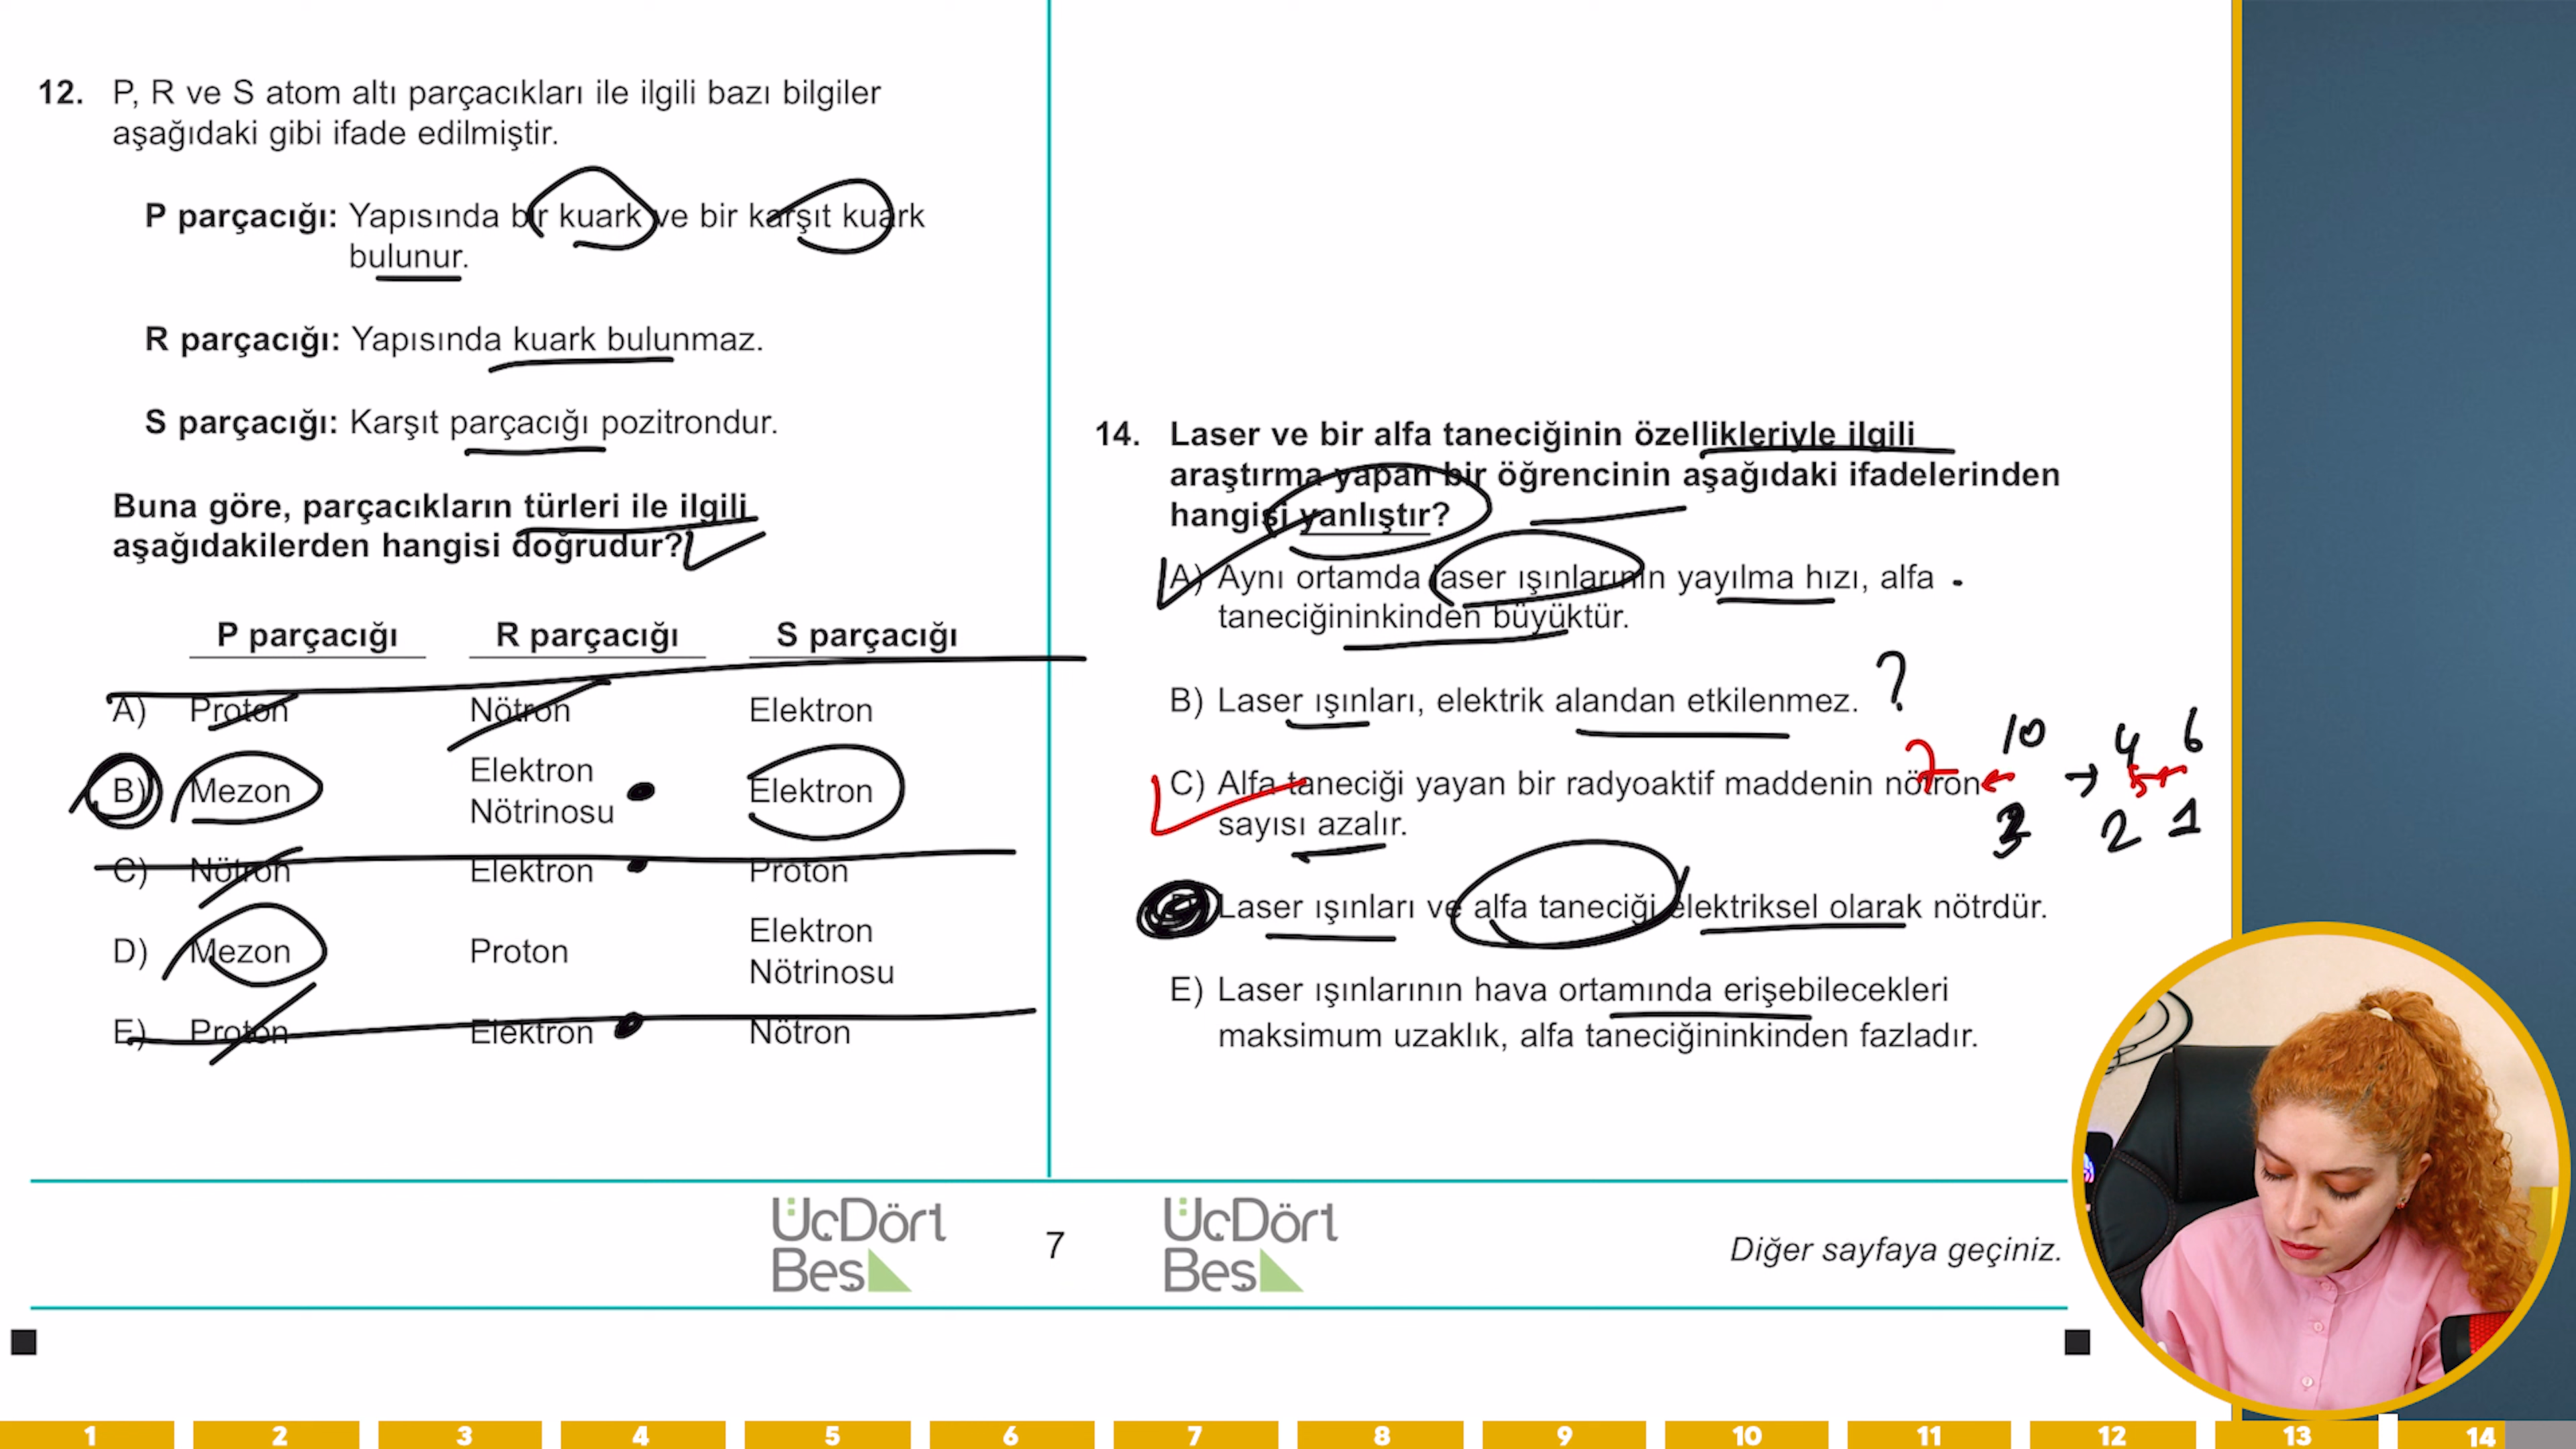 12. P, R ve S atom altı parçacıkları ile ilgili bazı bilgiler
aşağıdaki gibi ifade edilmiştir.
P parçacığı: Yapısında bir kuark ve bir karşıt kuark
bulunur.
R parçacığı: Yapısında kuark bulunmaz.
S parçacığı: Karşıt parçacığı pozitrondur.
Buna göre, parçacıkların türleri ile ilgili
aşağıdakilerden hangisi doğrudur?
P parçacığı R parçacığı S parçacığı
A) Proton Nötron Elektron
B) Mezon Elektron
Nötrinosu Elektron
C) Nötron Elektron Proton
D) Mezon Proton Elektron
Nötrinosu
E) Proton Elektron Nötron
14. Laser ve bir alfa taneciğinin özellikleriyle ilgili
araştırma yapan bir öğrencinin aşağıdaki ifadelerinden
hangisi yanlıştır?
A) Aynı ortamda laser ışınlarının yayılma hızı, alfa
taneciğininkinden büyüktür.
B) Laser ışınları, elektrik alandan etkilenmez. ?
C) Alfa taneciği yayan bir radyoaktif maddenin nötron
sayısı azalır.
7 10 → 4 6
3 2 1
Laser ışınları ve alfa taneciği elektriksel olarak nötrdür.
E) Laser ışınlarının hava ortamında erişebilecekleri
maksimum uzaklık, alfa taneciğininkinden fazladır.
ÜçDört
Beş
7
ÜçDört
Beş
Diğer sayfaya geçiniz.
1 2 3 4 5 6 7 8 9 10 11 12 13 14